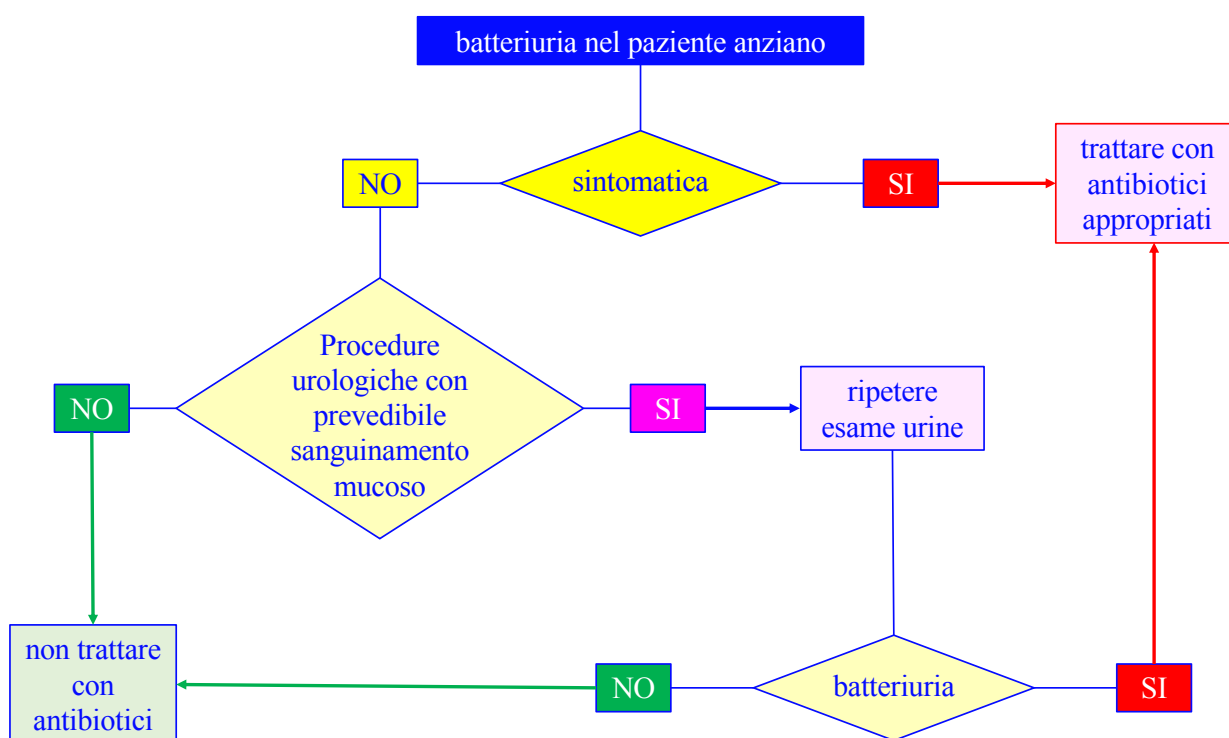 batteriuria nel paziente anziano
NO
sintomatica
SI
trattare con
antibiotici
appropriati
NO
Procedure
urologiche con
prevedibile
sanguinamento
mucoso
SI
ripetere
esame urine
non trattare
con
antibiotici
NO
batteriuria
SI